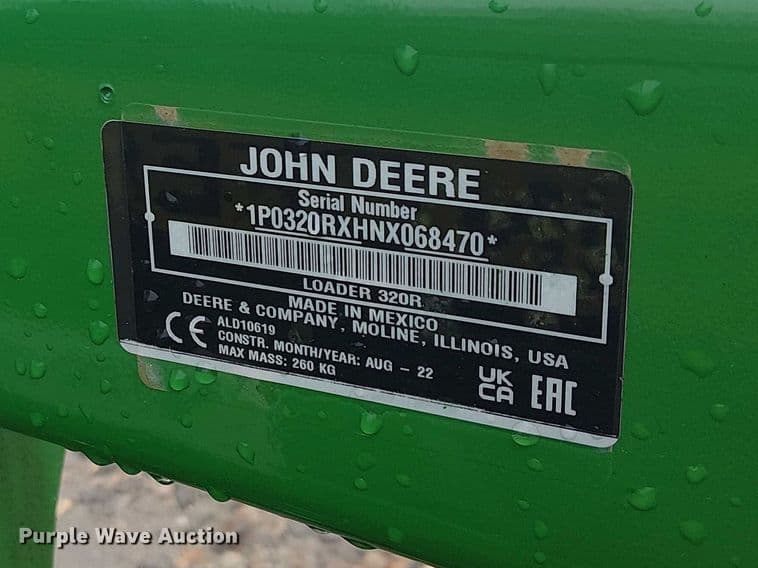 JOHN DEERE
Serial Number
*1P0320RXHNX068470*
LOADER 320R
MADE IN MEXICO
DEERE & COMPANY, MOLINE, ILLINOIS, USA
ALD10619
CONSTR. MONTH/YEAR: AUG - 22
MAX MASS: 260 KG
CE
UK
CA
EAC
Purple Wave Auction